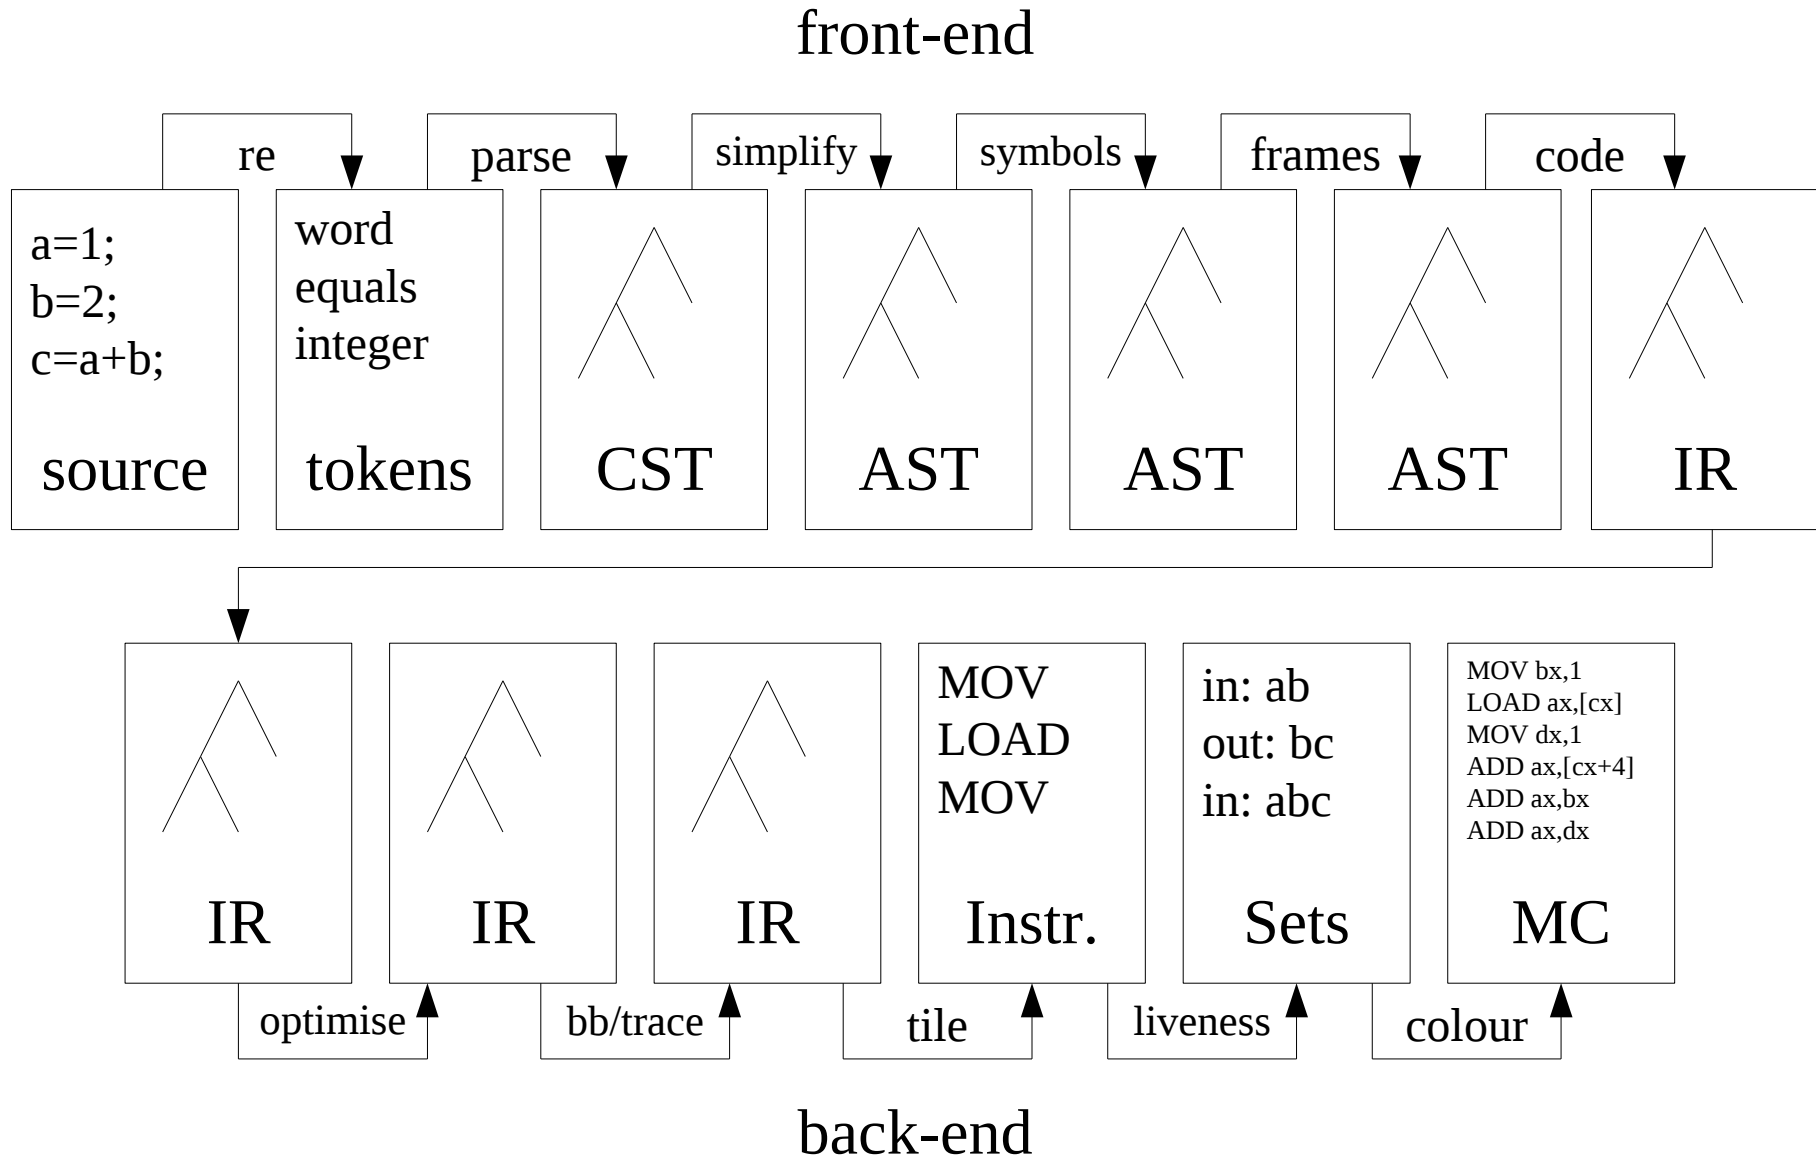 front-end
re
parse
simplify
symbols
frames
code
a=1;
b=2;
c=a+b;
source
word
equals
integer
tokens
CST
AST
AST
AST
IR
IR
IR
IR
MOV
LOAD
MOV
Instr.
in: ab
out: bc
in: abc
Sets
MOV bx,1
LOAD ax,[cx]
MOV dx,1
ADD ax,[cx+4]
ADD ax,bx
ADD ax,dx
MC
optimise
bb/trace
tile
liveness
colour
back-end